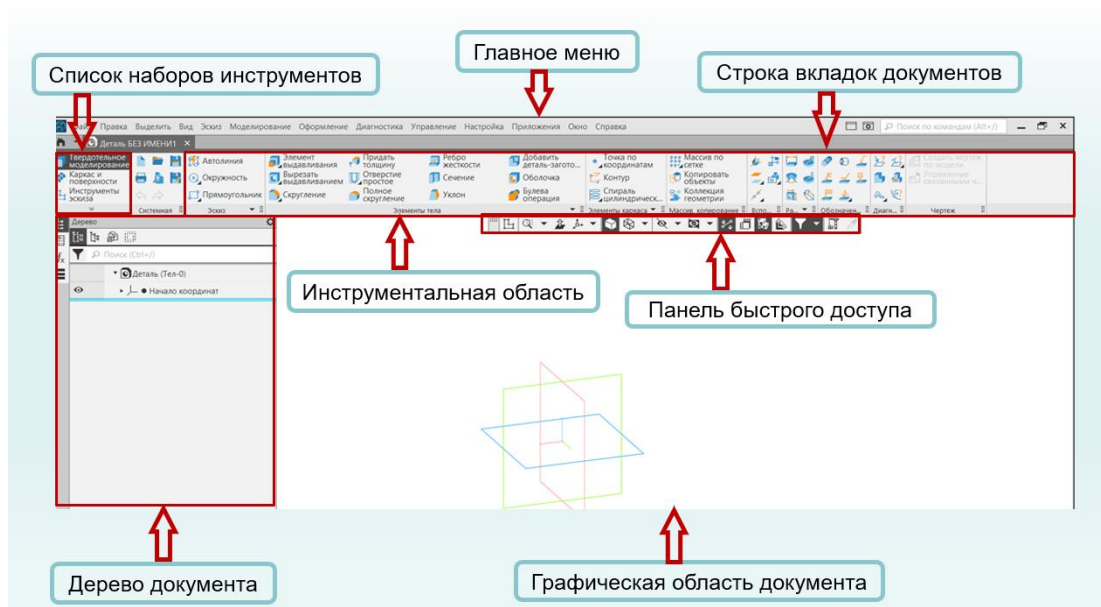 Главное меню
Список наборов инструментов
Строка вкладок документов
Правка Выделить Вид Эскиз Моделирование Оформление Диагностика Управление Настройка Приложения Окно Справка
Поиск по командам (Alt+/)
Деталь БЕЗ ИМЕНИ1
Твердотельное моделирование
Каркас и поверхности
Инструменты эскиза
Системная
Автолиния
Окружность
Прямоугольник
Эскиз
Элемент выдавливания
Вырезать выдавливанием
Скругление
Придать толщину
Отверстие простое
Полное скругление
Ребро жесткости
Сечение
Уклон
Добавить деталь-загото...
Оболочка
Булева операция
Элементы тела
Точка по координатам
Контур
Спираль цилиндрическ...
Элементы каркаса
Массив по сетке
Копировать объекты
Коллекция геометрии
Массив, копирование
Вспо...
Ра...
Обозначен...
Диагн...
Создать чертеж по модели
Управление связанными ч...
Чертеж
Дерево
Поиск (Ctrl+/)
Деталь (Тел-0)
Начало координат
Инструментальная область
Панель быстрого доступа
Дерево документа
Графическая область документа